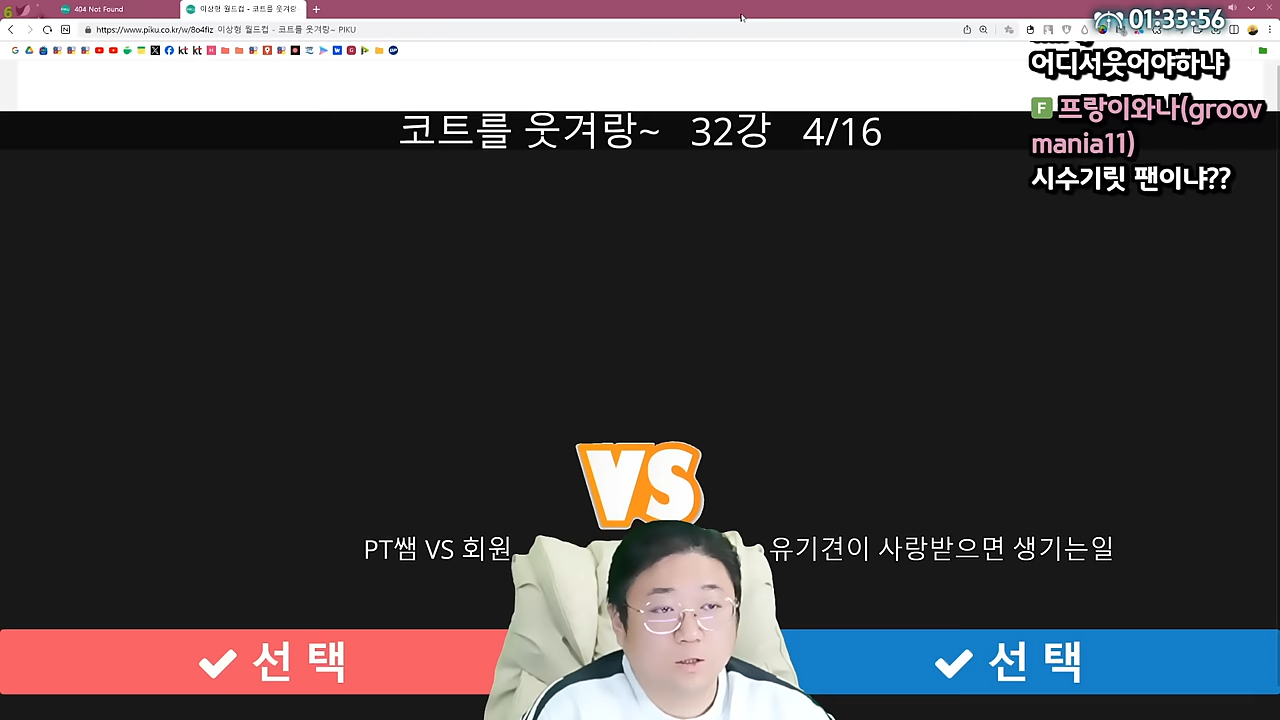 6
404 Not Found
이상형 월드컵 - 코트를 웃겨랑
01:33:56
https://www.piku.co.kr/w/8o4fIz 이상형 월드컵 - 코트를 웃겨랑~ PIKU
kt kt
어디서웃어야하냐
F 프랑이와나(groov
mania11)
시수기릿 팬이냐??
코트를 웃겨랑~ 32강 4/16
VS
PT쌤 VS 회원
유기견이 사랑받으면 생기는일
선택
선택